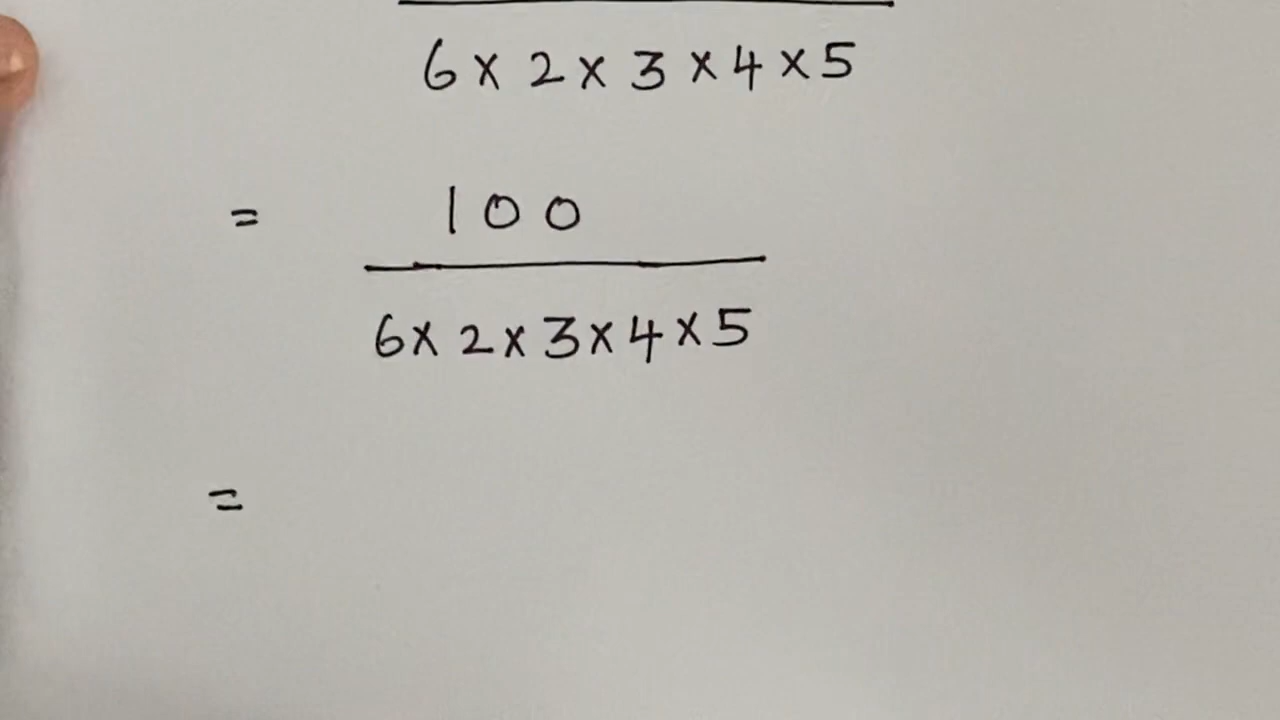 6 × 2 × 3 × 4 × 5
= 100
6 × 2 × 3 × 4 × 5
=